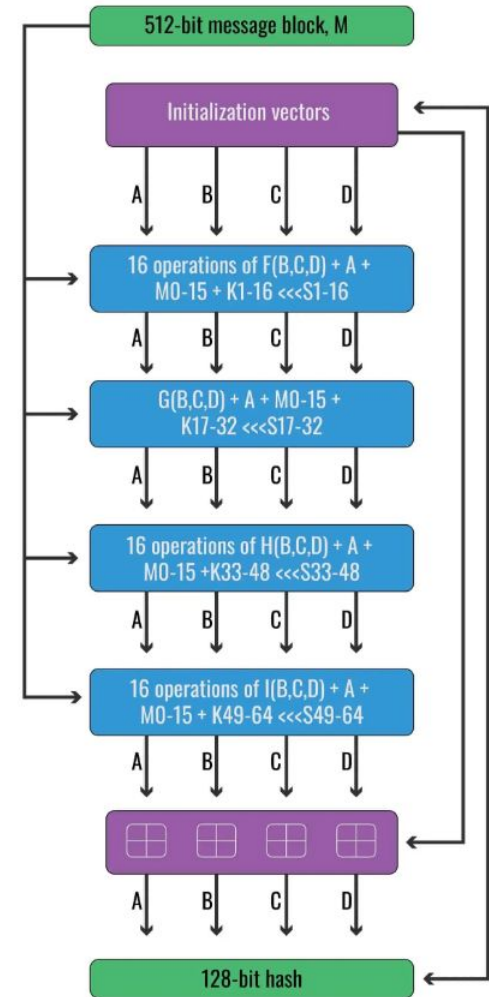 512-bit message block, M
Initialization vectors
A B C D
16 operations of F(B,C,D) + A +
M0-15 + K1-16 <<<S1-16
A B C D
G(B,C,D) + A + M0-15 +
K17-32 <<<S17-32
A B C D
16 operations of H(B,C,D) + A +
M0-15 +K33-48 <<<S33-48
A B C D
16 operations of I(B,C,D) + A +
M0-15 + K49-64 <<<S49-64
A B C D
A B C D
128-bit hash